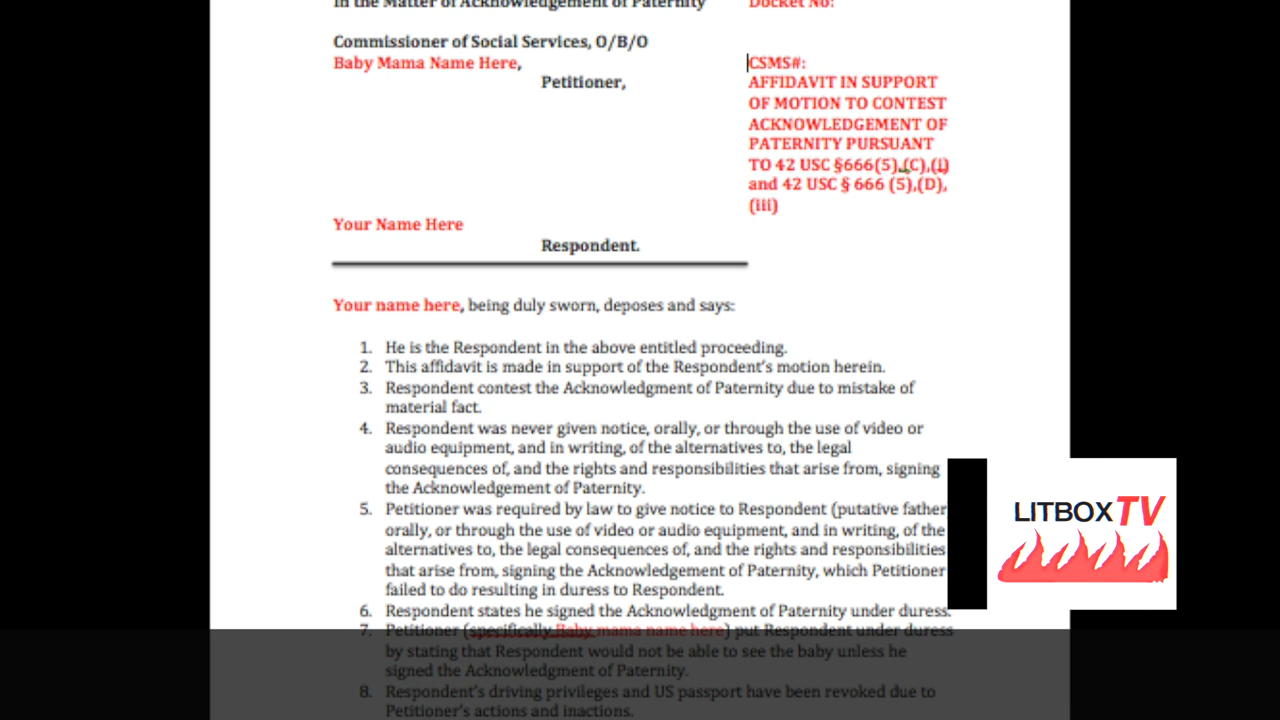 In the Matter of Acknowledgement of Paternity
Docket No:
Commissioner of Social Services, O/B/O
Baby Mama Name Here,
Petitioner,
CSMS#:
AFFIDAVIT IN SUPPORT
OF MOTION TO CONTEST
ACKNOWLEDGEMENT OF
PATERNITY PURSUANT
TO 42 USC §666(5),(C),(i)
and 42 USC § 666 (5),(D),
(iii)
Your Name Here
Respondent.
Your name here, being duly sworn, deposes and says:
1. He is the Respondent in the above entitled proceeding.
2. This affidavit is made in support of the Respondent's motion herein.
3. Respondent contest the Acknowledgment of Paternity due to mistake of
material fact.
4. Respondent was never given notice, orally, or through the use of video or
audio equipment, and in writing, of the alternatives to, the legal
consequences of, and the rights and responsibilities that arise from, signing
the Acknowledgement of Paternity.
5. Petitioner was required by law to give notice to Respondent (putative father
orally, or through the use of video or audio equipment, and in writing, of the
alternatives to, the legal consequences of, and the rights and responsibilities
that arise from, signing the Acknowledgement of Paternity, which Petitioner
failed to do resulting in duress to Respondent.
6. Respondent states he signed the Acknowledgment of Paternity under duress.
7. Petitioner (specifically Baby mama name here) put Respondent under duress
by stating that Respondent would not be able to see the baby unless he
signed the Acknowledgment of Paternity.
8. Respondent's driving privileges and US passport have been revoked due to
Petitioner's actions and inactions.
LITBOX TV